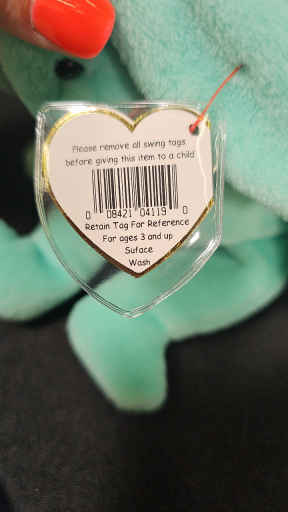 Please remove all swing tags
before giving this item to a child
0 08421 04119 0
Retain Tag For Reference
For ages 3 and up
Suface
Wash